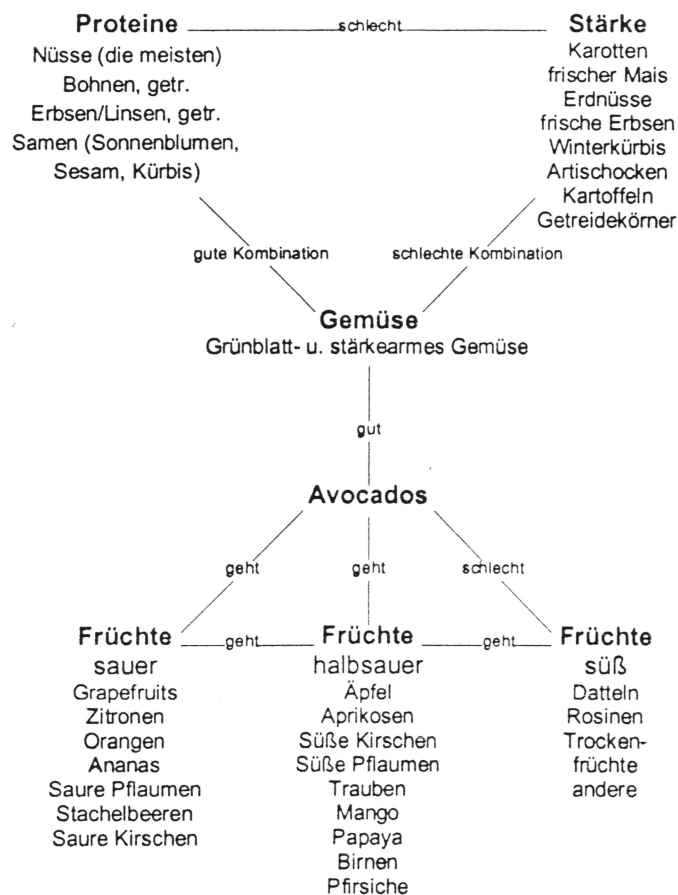 Proteine schlecht Stärke
Nüsse (die meisten)
Bohnen, getr.
Erbsen/Linsen, getr.
Samen (Sonnenblumen,
Sesam, Kürbis)
Karotten
frischer Mais
Erdnüsse
frische Erbsen
Winterkürbis
Artischocken
Kartoffeln
Getreidekörner
gute Kombination schlechte Kombination
Gemüse
Grünblatt- u. stärkearmes Gemüse
gut
Avocados
geht geht schlecht
Früchte geht Früchte geht Früchte
sauer
Grapefruits
Zitronen
Orangen
Ananas
Saure Pflaumen
Stachelbeeren
Saure Kirschen
halbsauer
Äpfel
Aprikosen
Süße Kirschen
Süße Pflaumen
Trauben
Mango
Papaya
Birnen
Pfirsiche
süß
Datteln
Rosinen
Trocken-
früchte
andere